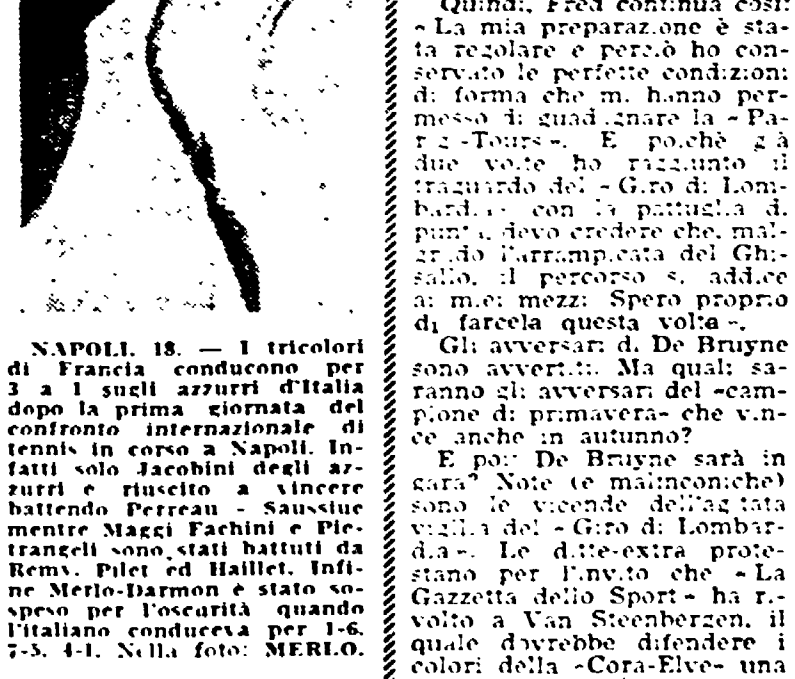 NAPOLI, 18. — I tricolori
di Francia conducono per
3 a 1 sugli azzurri d'Italia
dopo la prima giornata del
confronto internazionale di
tennis in corso a Napoli. In-
fatti solo Jacobini degli az-
zurri è riuscito a vincere
battendo Perreau - Saussine
mentre Maggi Fachini e Pie-
trangeli sono stati battuti da
Remy, Pilet ed Haillet. Infi-
ne Merlo-Darmon è stato so-
speso per l'oscurità quando
l'italiano conduceva per 1-6,
7-5, 4-1. Nella foto: MERLO.
Quindi, Fred continua così:
« La mia preparazione è sta-
ta regolare e perciò ho con-
servato le perfette condizioni
di forma che mi hanno per-
messo di guadagnare la « Pa-
rigi-Tours ». E poichè già
due volte ho raggiunto il
traguardo del « Giro di Lom-
bardia » con la pattuglia di
punta, devo credere che, mal-
grado l'arrampicata del Ghi-
sallo, il percorso si addice
ai miei mezzi. Spero proprio
di farcela questa volta ».
Gli avversari di De Bruyne
sono avvertiti. Ma quali sa-
ranno gli avversari del «cam-
pione di primavera» che vin-
ce anche in autunno?
E poi: De Bruyne sarà in
gara? Note (e malinconiche)
sono le vicende dell'agitata
vigilia del « Giro di Lombar-
dia ». Le ditte-extra prote-
stano per l'invito che « La
Gazzetta dello Sport » ha ri-
volto a Van Steenbergen, il
quale dovrebbe difendere i
colori della «Cora-Elve» una